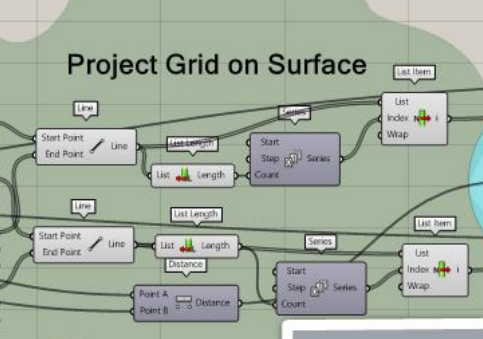 Project Grid on Surface
List Item
Line
Series
List
Index i
Wrap
Start Point
End Point Line
List Length
Start
Step Series
Count
List Length
Line
List Length
List Item
Start Point
End Point Line
List Length
Series
List
Index i
Wrap
Distance
Start
Step Series
Count
Point A
Point B Distance